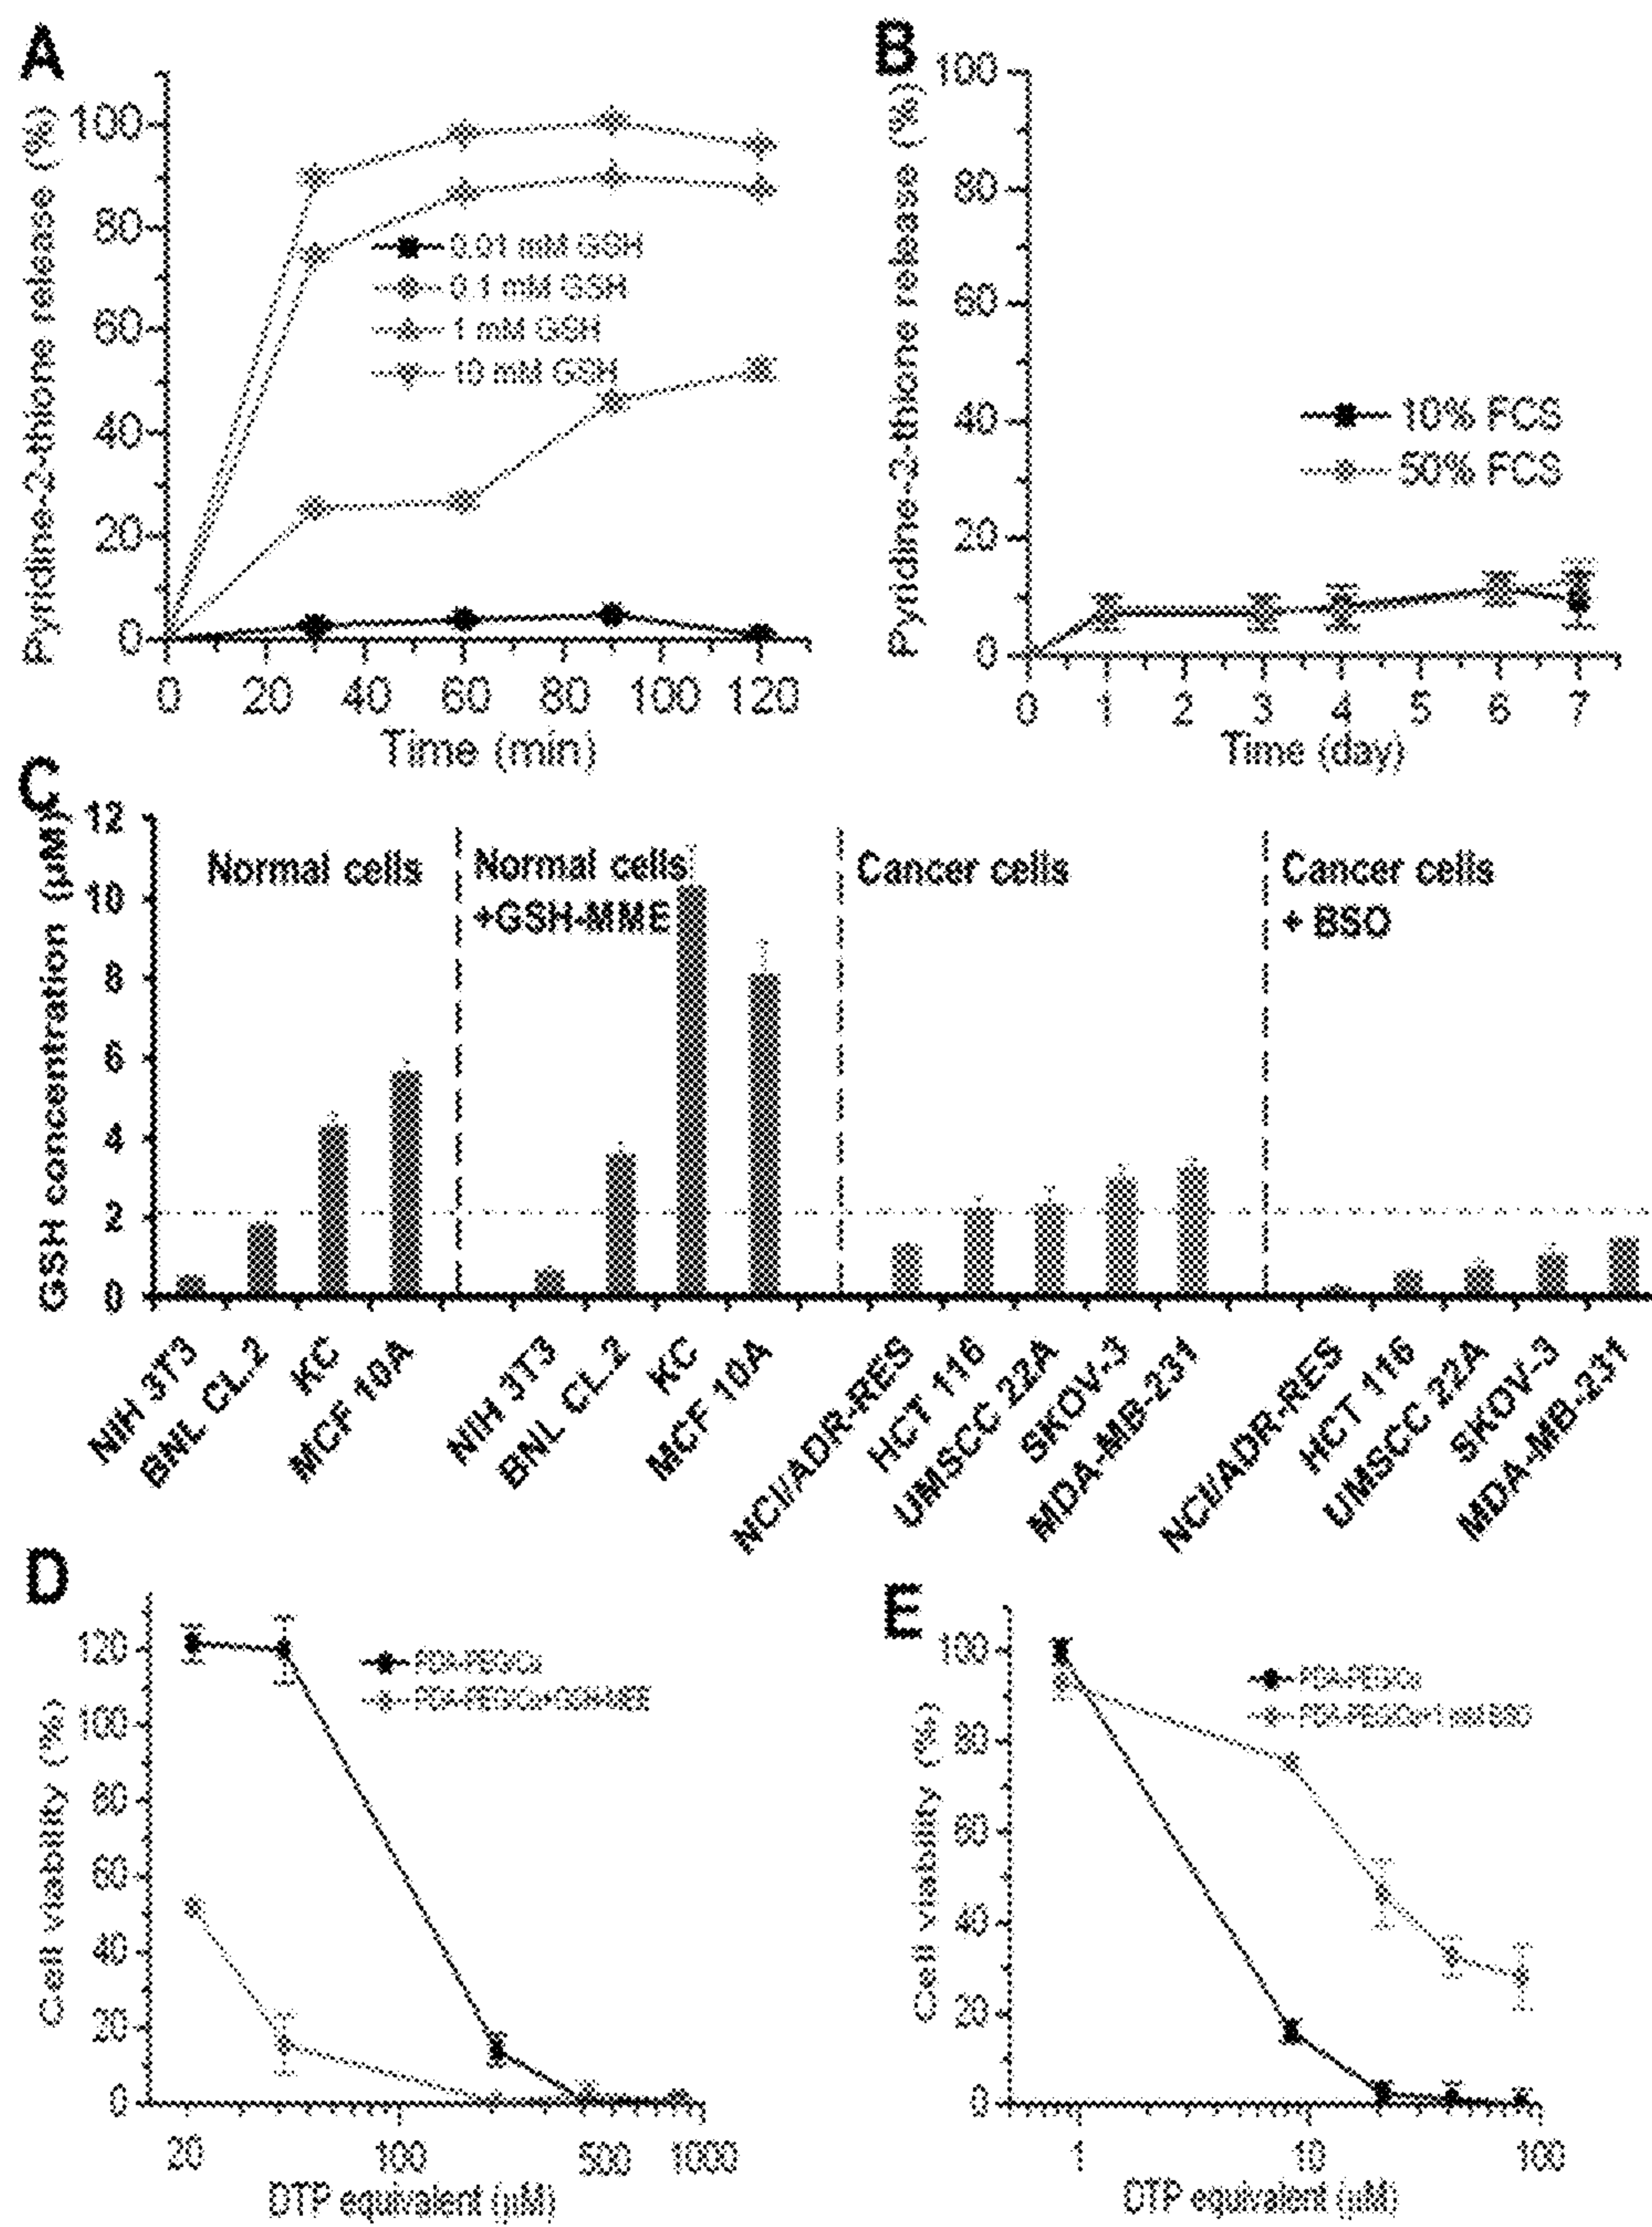 A
Pyridine-2-thione release (%)
100
80
60
40
20
0
0 20 40 60 80 100 120
Time (min)
0.01 mM GSH
0.1 mM GSH
1 mM GSH
10 mM GSH
B
Pyridine-2-thione release (%)
100
80
60
40
20
0
0 1 2 3 4 5 6 7
Time (day)
10% FCS
50% FCS
C
GSH concentration (µM)
12
10
8
6
4
2
0
Normal cells
Normal cells
+GSH-MME
Cancer cells
Cancer cells
+ BSO
NIH 3T3
BNL CL.2
KC
MCF 10A
NIH 3T3
BNL CL.2
KC
MCF 10A
NCI/ADR-RES
HCT 116
UMSCC 22A
SKOV-3
MDA-MB-231
NCI/ADR-RES
HCT 116
UMSCC 22A
SKOV-3
MDA-MB-231
D
Cell viability (%)
120
100
80
60
40
20
0
20 100 500 1000
DTP equivalent (µM)
E
Cell viability (%)
100
80
60
40
20
0
1 10 100
DTP equivalent (µM)